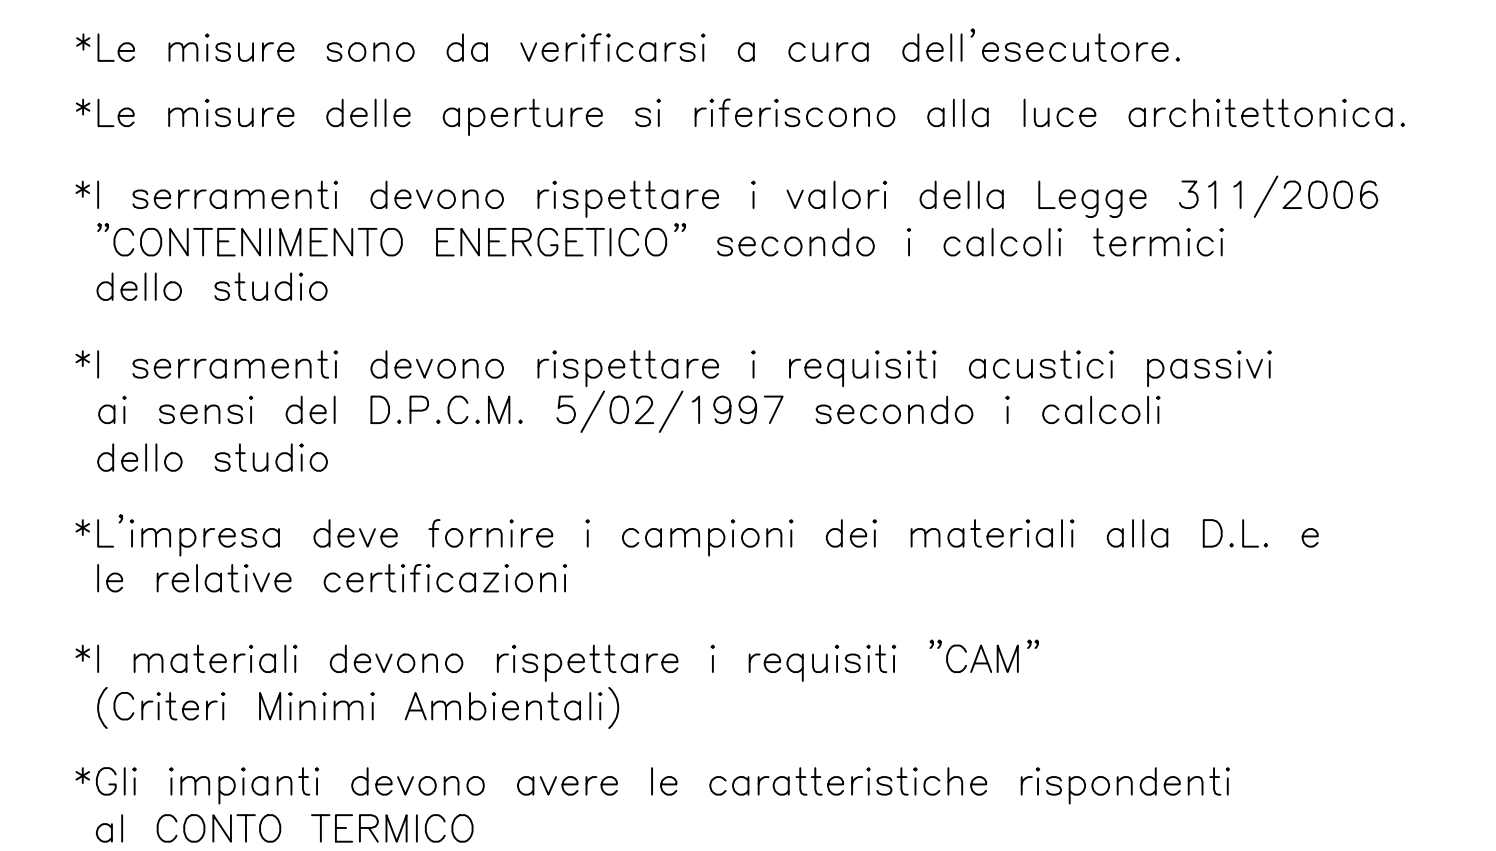 *Le misure sono da verificarsi a cura dell'esecutore.
*Le misure delle aperture si riferiscono alla luce architettonica.
*I serramenti devono rispettare i valori della Legge 311/2006
"CONTENIMENTO ENERGETICO" secondo i calcoli termici
dello studio
*I serramenti devono rispettare i requisiti acustici passivi
ai sensi del D.P.C.M. 5/02/1997 secondo i calcoli
dello studio
*L'impresa deve fornire i campioni dei materiali alla D.L. e
le relative certificazioni
*I materiali devono rispettare i requisiti "CAM"
(Criteri Minimi Ambientali)
*Gli impianti devono avere le caratteristiche rispondenti
al CONTO TERMICO